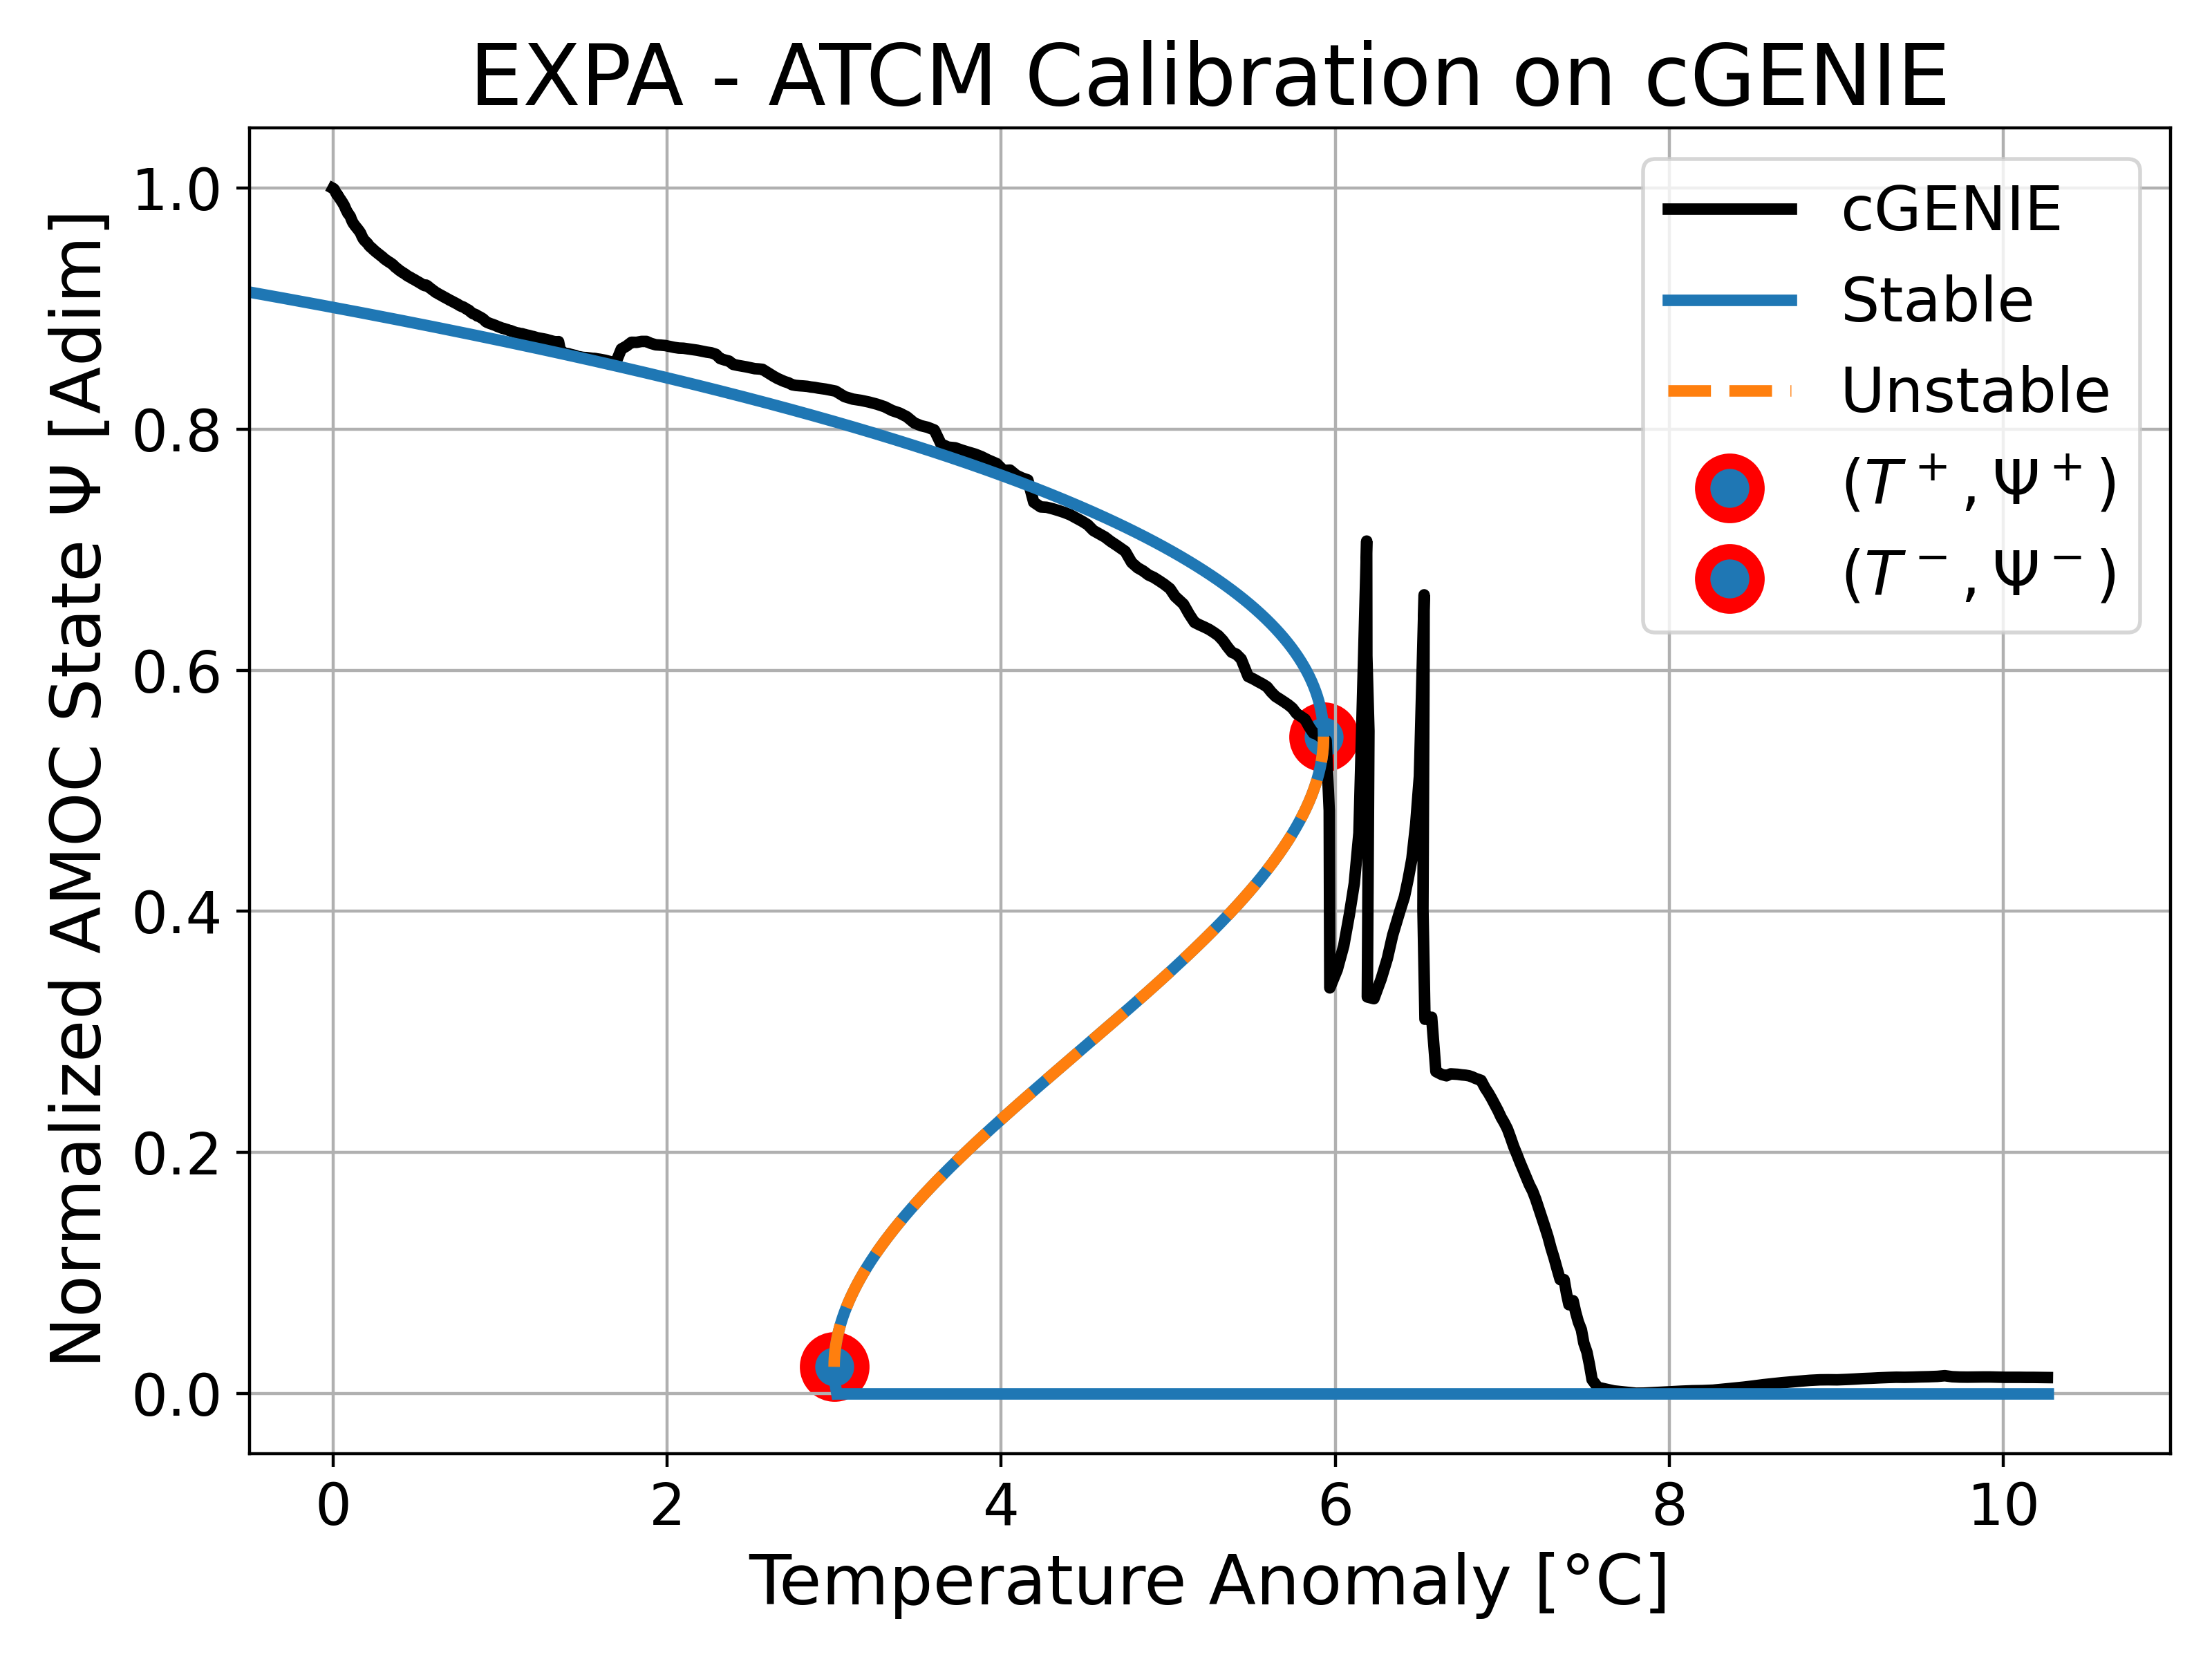 EXPA - ATCM Calibration on cGENIE
Normalized AMOC State Ψ [Adim]
1.0
0.8
0.6
0.4
0.2
0.0
cGENIE
Stable
Unstable
(T⁺, Ψ⁺)
(T⁻, Ψ⁻)
0 2 4 6 8 10
Temperature Anomaly [°C]